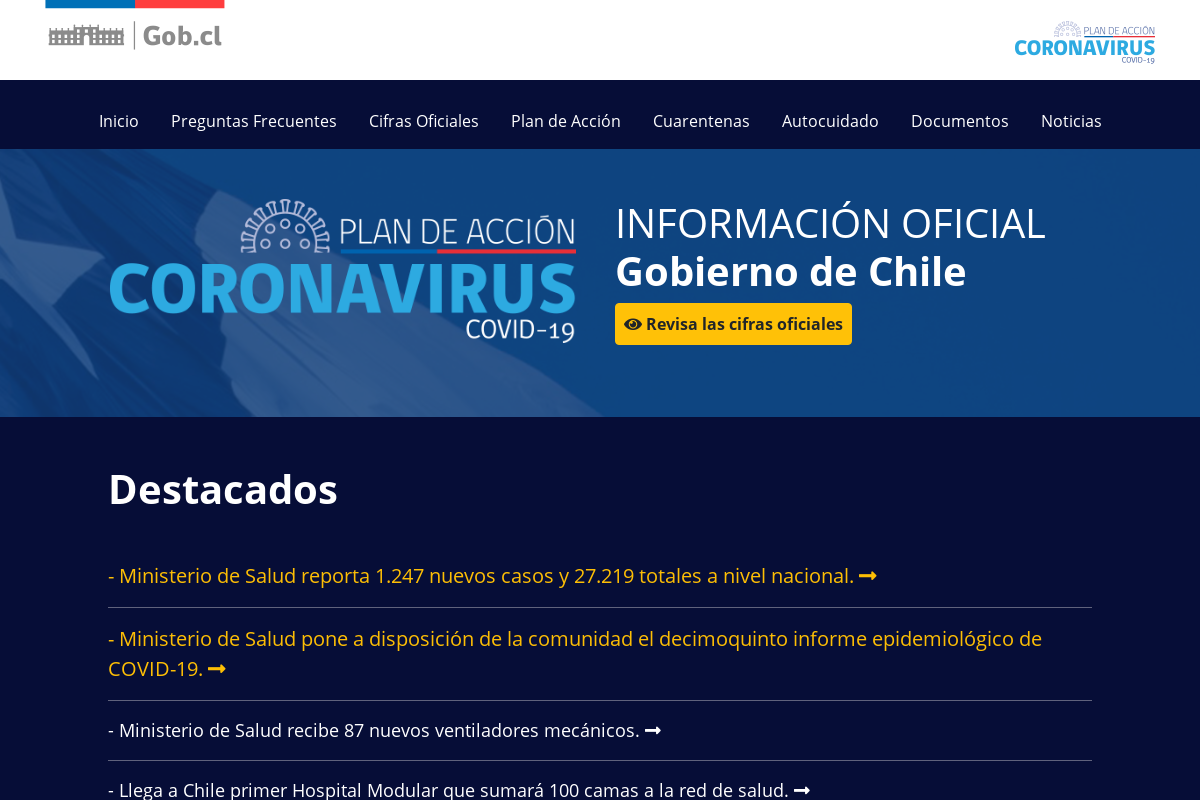 Gob.cl
PLAN DE ACCIÓN
CORONAVIRUS
COVID-19
Inicio
Preguntas Frecuentes
Cifras Oficiales
Plan de Acción
Cuarentenas
Autocuidado
Documentos
Noticias
PLAN DE ACCIÓN
CORONAVIRUS
COVID-19
INFORMACIÓN OFICIAL
Gobierno de Chile
Revisa las cifras oficiales
Destacados
- Ministerio de Salud reporta 1.247 nuevos casos y 27.219 totales a nivel nacional.
- Ministerio de Salud pone a disposición de la comunidad el decimoquinto informe epidemiológico de
COVID-19.
- Ministerio de Salud recibe 87 nuevos ventiladores mecánicos.
- Llega a Chile primer Hospital Modular que sumará 100 camas a la red de salud.